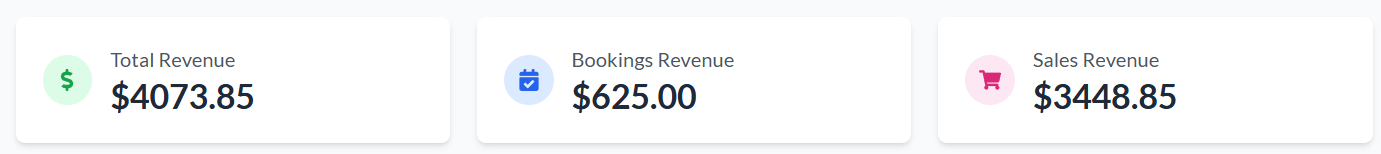 Total Revenue
$4073.85
Bookings Revenue
$625.00
Sales Revenue
$3448.85